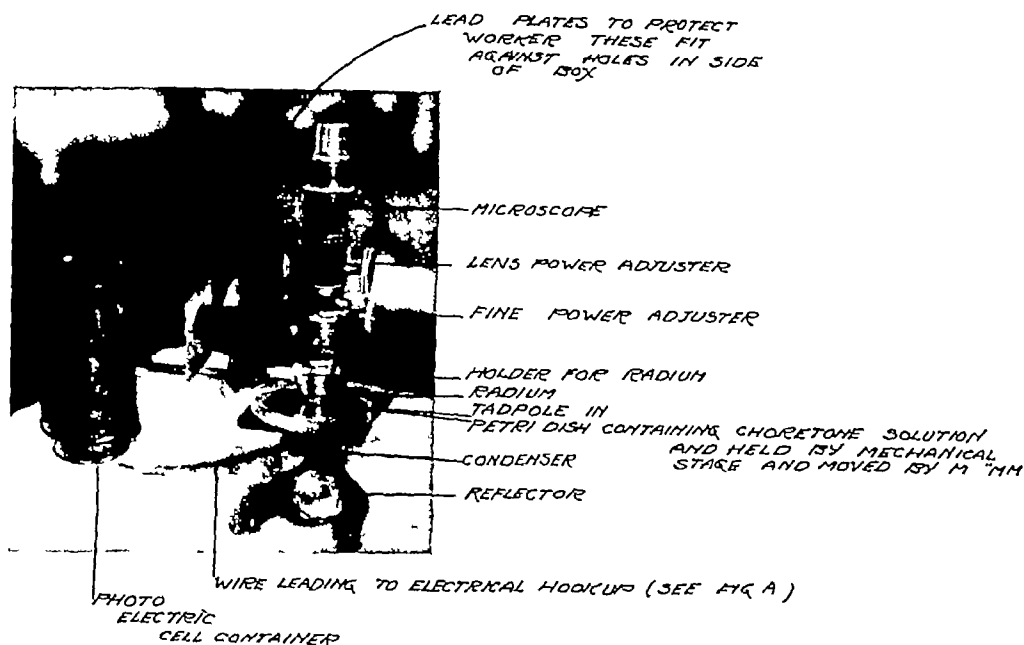 LEAD PLATES TO PROTECT
WORKER THESE FIT
AGAINST HOLES IN SIDE
OF BOX
MICROSCOPE
LENS POWER ADJUSTER
FINE POWER ADJUSTER
HOLDER FOR RADIUM
RADIUM
TADPOLE IN
PETRI DISH CONTAINING CHORETONE SOLUTION
AND HELD BY MECHANICAL
STAGE AND MOVED BY M "MM
CONDENSER
REFLECTOR
WIRE LEADING TO ELECTRICAL HOOKUP (SEE FIG A)
PHOTO
ELECTRIC
CELL CONTAINER